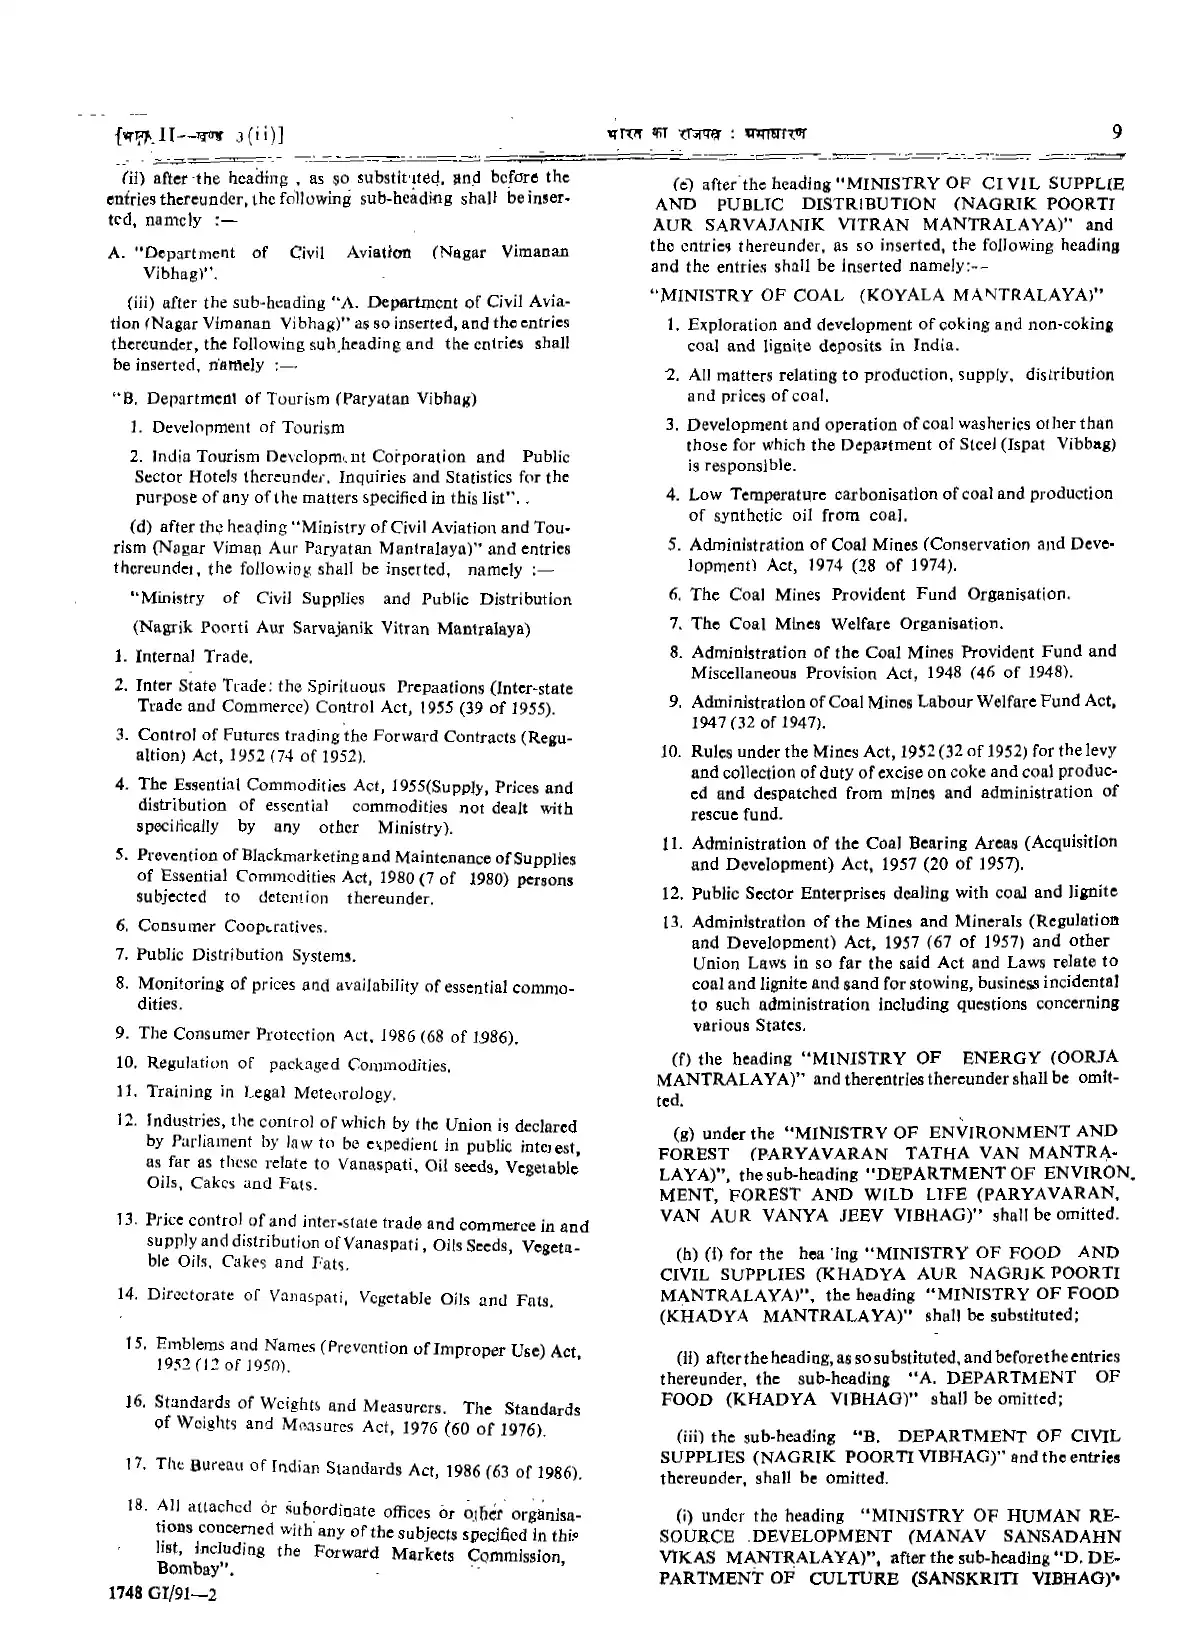 [भाग II--खण्ड 3(ii)]
भारत का राजपत्र : असाधारण
9
(ii) after the heading , as so substituted, and before the
entries thereunder, the following sub-heading shall be inser-
ted, namely :—
A. "Department of Civil Aviation (Nagar Vimanan
Vibhag)".
(iii) after the sub-heading "A. Department of Civil Avia-
tion (Nagar Vimanan Vibhag)" as so inserted, and the entries
thereunder, the following sub-heading and the entries shall
be inserted, namely :—
"B. Department of Tourism (Paryatan Vibhag)
1. Development of Tourism
2. India Tourism Development Corporation and Public
Sector Hotels thereunder. Inquiries and Statistics for the
purpose of any of the matters specified in this list". .
(d) after the heading "Ministry of Civil Aviation and Tou-
rism (Nagar Viman Aur Paryatan Mantralaya)" and entries
thereunder, the following shall be inserted, namely :—
"Ministry of Civil Supplies and Public Distribution
(Nagrik Poorti Aur Sarvajanik Vitran Mantralaya)
1. Internal Trade.
2. Inter State Trade: the Spirituous Prepaations (Inter-state
Trade and Commerce) Control Act, 1955 (39 of 1955).
3. Control of Futures trading the Forward Contracts (Regu-
altion) Act, 1952 (74 of 1952).
4. The Essential Commodities Act, 1955(Supply, Prices and
distribution of essential commodities not dealt with
specifically by any other Ministry).
5. Prevention of Blackmarketing and Maintenance of Supplies
of Essential Commodities Act, 1980 (7 of 1980) persons
subjected to detention thereunder.
6. Consumer Cooperatives.
7. Public Distribution Systems.
8. Monitoring of prices and availability of essential commo-
dities.
9. The Consumer Protection Act, 1986 (68 of 1986).
10. Regulation of packaged Commodities.
11. Training in Legal Meteorology.
12. Industries, the control of which by the Union is declared
by Parliament by law to be expedient in public interest,
as far as these relate to Vanaspati, Oil seeds, Vegetable
Oils, Cakes and Fats.
13. Price control of and inter-state trade and commerce in and
supply and distribution of Vanaspati, Oils Seeds, Vegeta-
ble Oils, Cakes and Fats.
14. Directorate of Vanaspati, Vegetable Oils and Fats.
15. Emblems and Names (Prevention of Improper Use) Act,
1952 (12 of 1950).
16. Standards of Weights and Measurers. The Standards
of Weights and Measures Act, 1976 (60 of 1976).
17. The Bureau of Indian Standards Act, 1986 (63 of 1986).
18. All attached or subordinate offices or other organisa-
tions concerned with any of the subjects specified in this
list, including the Forward Markets Commission,
Bombay".
1748 GI/91—2
(e) after the heading "MINISTRY OF CIVIL SUPPLIE
AND PUBLIC DISTRIBUTION (NAGRIK POORTI
AUR SARVAJANIK VITRAN MANTRALAYA)" and
the entries thereunder, as so inserted, the following heading
and the entries shall be inserted namely:--
"MINISTRY OF COAL (KOYALA MANTRALAYA)"
1. Exploration and development of coking and non-coking
coal and lignite deposits in India.
2. All matters relating to production, supply, distribution
and prices of coal.
3. Development and operation of coal washeries other than
those for which the Department of Steel (Ispat Vibbag)
is responsible.
4. Low Temperature carbonisation of coal and production
of synthetic oil from coal.
5. Administration of Coal Mines (Conservation and Deve-
lopment) Act, 1974 (28 of 1974).
6. The Coal Mines Provident Fund Organisation.
7. The Coal Mines Welfare Organisation.
8. Administration of the Coal Mines Provident Fund and
Miscellaneous Provision Act, 1948 (46 of 1948).
9. Administration of Coal Mines Labour Welfare Fund Act,
1947 (32 of 1947).
10. Rules under the Mines Act, 1952 (32 of 1952) for the levy
and collection of duty of excise on coke and coal produc-
ed and despatched from mines and administration of
rescue fund.
11. Administration of the Coal Bearing Areas (Acquisition
and Development) Act, 1957 (20 of 1957).
12. Public Sector Enterprises dealing with coal and lignite
13. Administration of the Mines and Minerals (Regulation
and Development) Act, 1957 (67 of 1957) and other
Union Laws in so far the said Act and Laws relate to
coal and lignite and sand for stowing, business incidental
to such administration including questions concerning
various States.
(f) the heading "MINISTRY OF ENERGY (OORJA
MANTRALAYA)" and therentries thereunder shall be omit-
ted.
(g) under the "MINISTRY OF ENVIRONMENT AND
FOREST (PARYAVARAN TATHA VAN MANTRA-
LAYA)", the sub-heading "DEPARTMENT OF ENVIRON.
MENT, FOREST AND WILD LIFE (PARYAVARAN,
VAN AUR VANYA JEEV VIBHAG)" shall be omitted.
(h) (i) for the hea ing "MINISTRY OF FOOD AND
CIVIL SUPPLIES (KHADYA AUR NAGRIK POORTI
MANTRALAYA)", the heading "MINISTRY OF FOOD
(KHADYA MANTRALAYA)" shall be substituted;
(ii) after the heading, as so substituted, and before the entries
thereunder, the sub-heading "A. DEPARTMENT OF
FOOD (KHADYA VIBHAG)" shall be omitted;
(iii) the sub-heading "B. DEPARTMENT OF CIVIL
SUPPLIES (NAGRIK POORTI VIBHAG)" and the entries
thereunder, shall be omitted.
(i) under the heading "MINISTRY OF HUMAN RE-
SOURCE DEVELOPMENT (MANAV SANSADAHN
VIKAS MANTRALAYA)", after the sub-heading "D. DE-
PARTMENT OF CULTURE (SANSKRITI VIBHAG)"